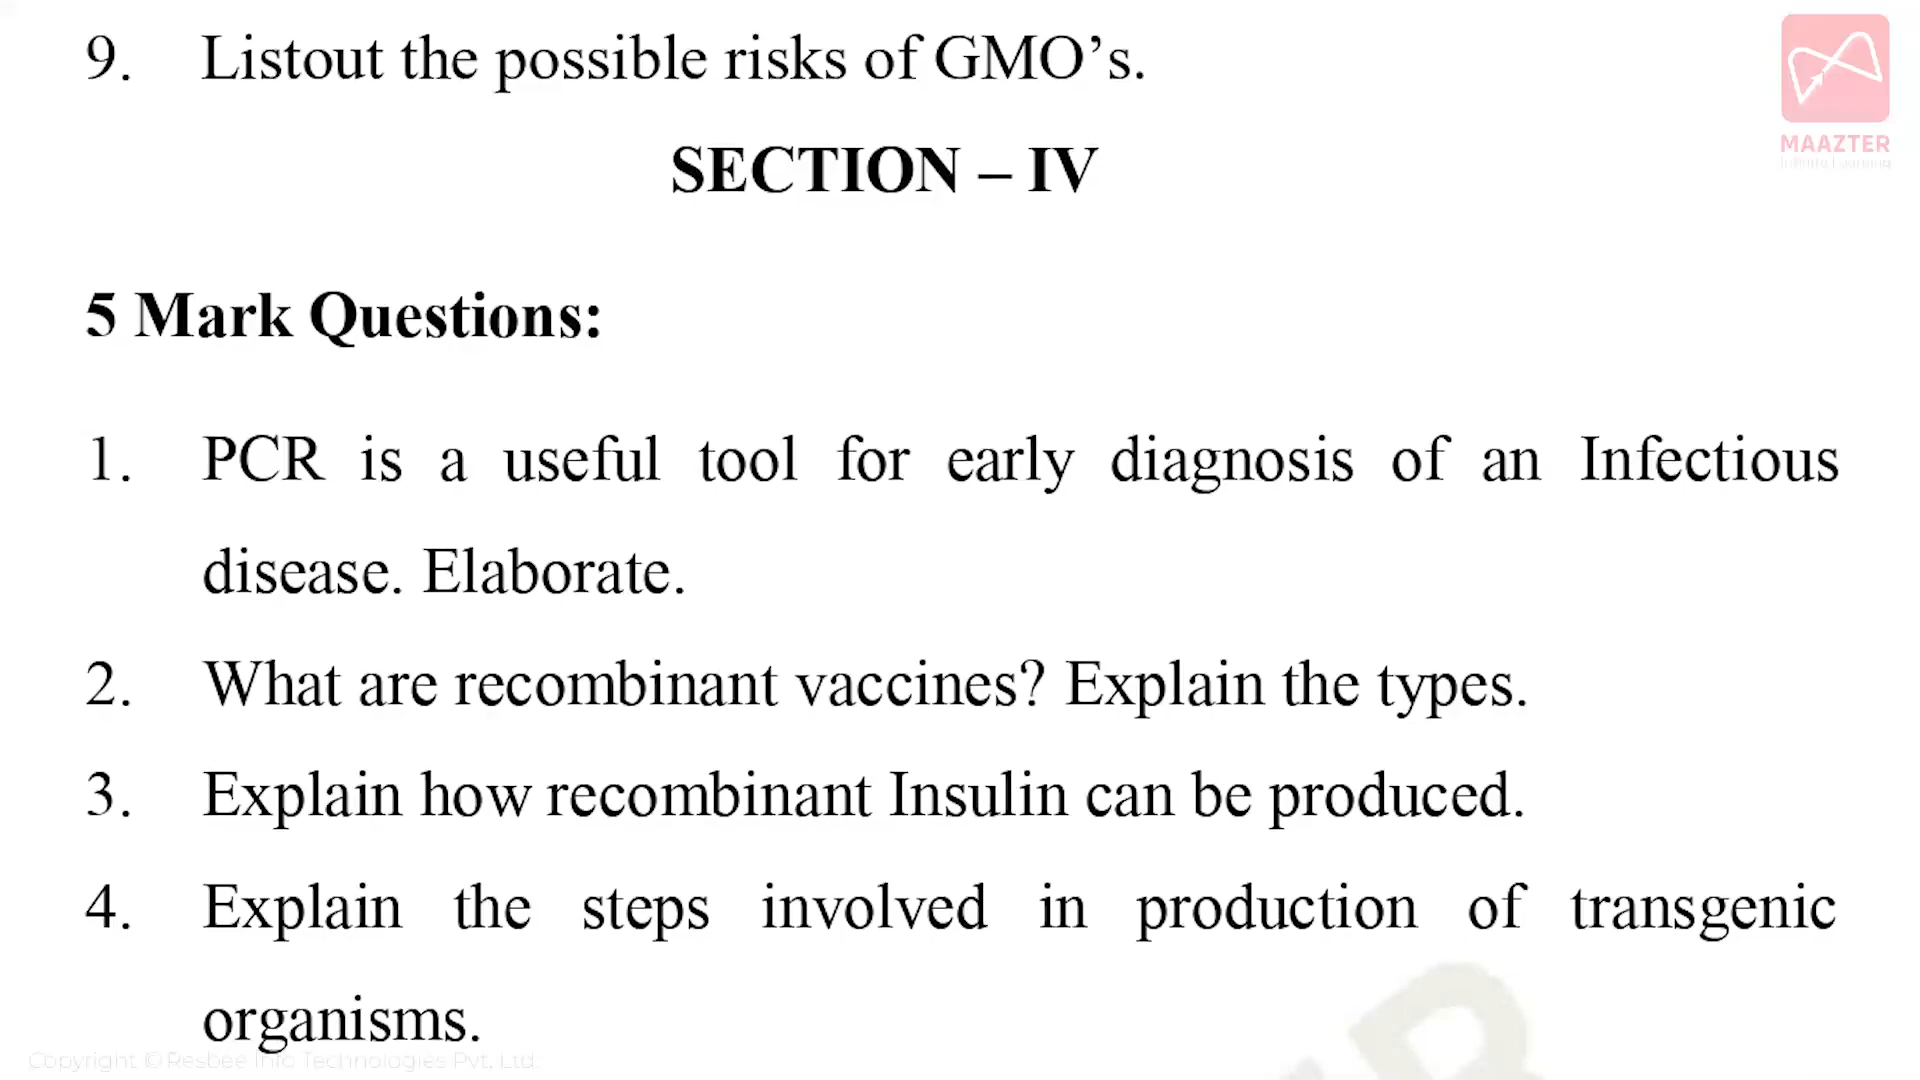 9. Listout the possible risks of GMO’s.
MAAZTER
Infinite Learning
SECTION – IV
5 Mark Questions:
1. PCR is a useful tool for early diagnosis of an Infectious
disease. Elaborate.
2. What are recombinant vaccines? Explain the types.
3. Explain how recombinant Insulin can be produced.
4. Explain the steps involved in production of transgenic
organisms.
Copyright © Resbee Info Technologies Pvt. Ltd.